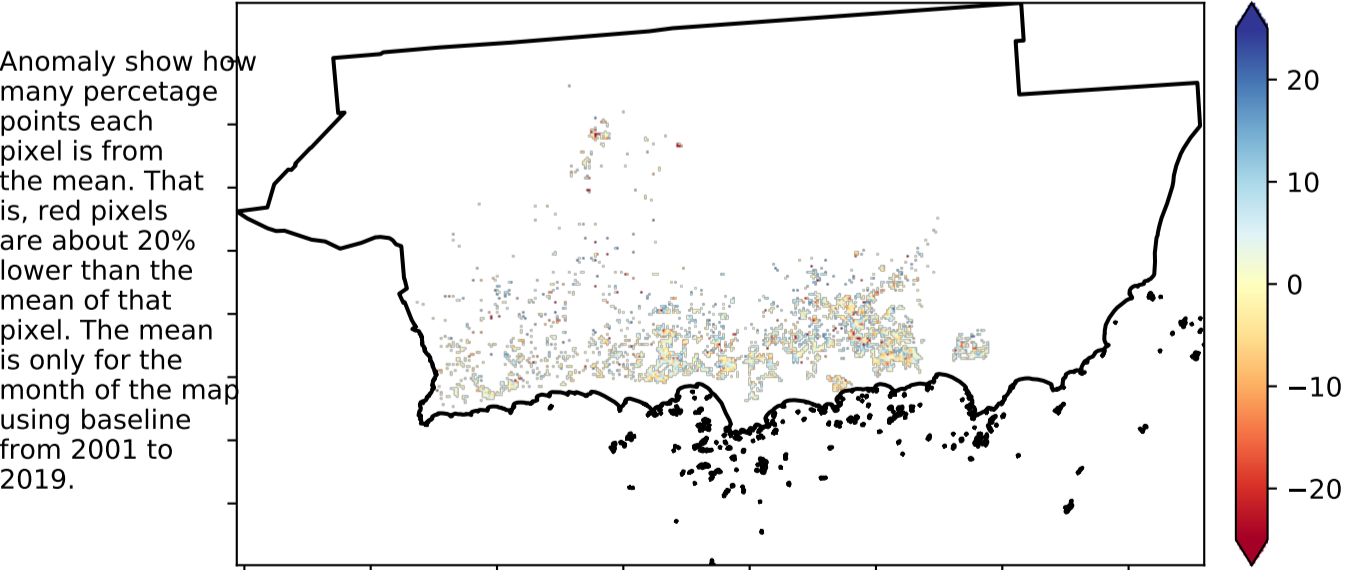 Anomaly show how
many percetage
points each
pixel is from
the mean. That
is, red pixels
are about 20%
lower than the
mean of that
pixel. The mean
is only for the
month of the map
using baseline
from 2001 to
2019.
20
10
0
−10
−20